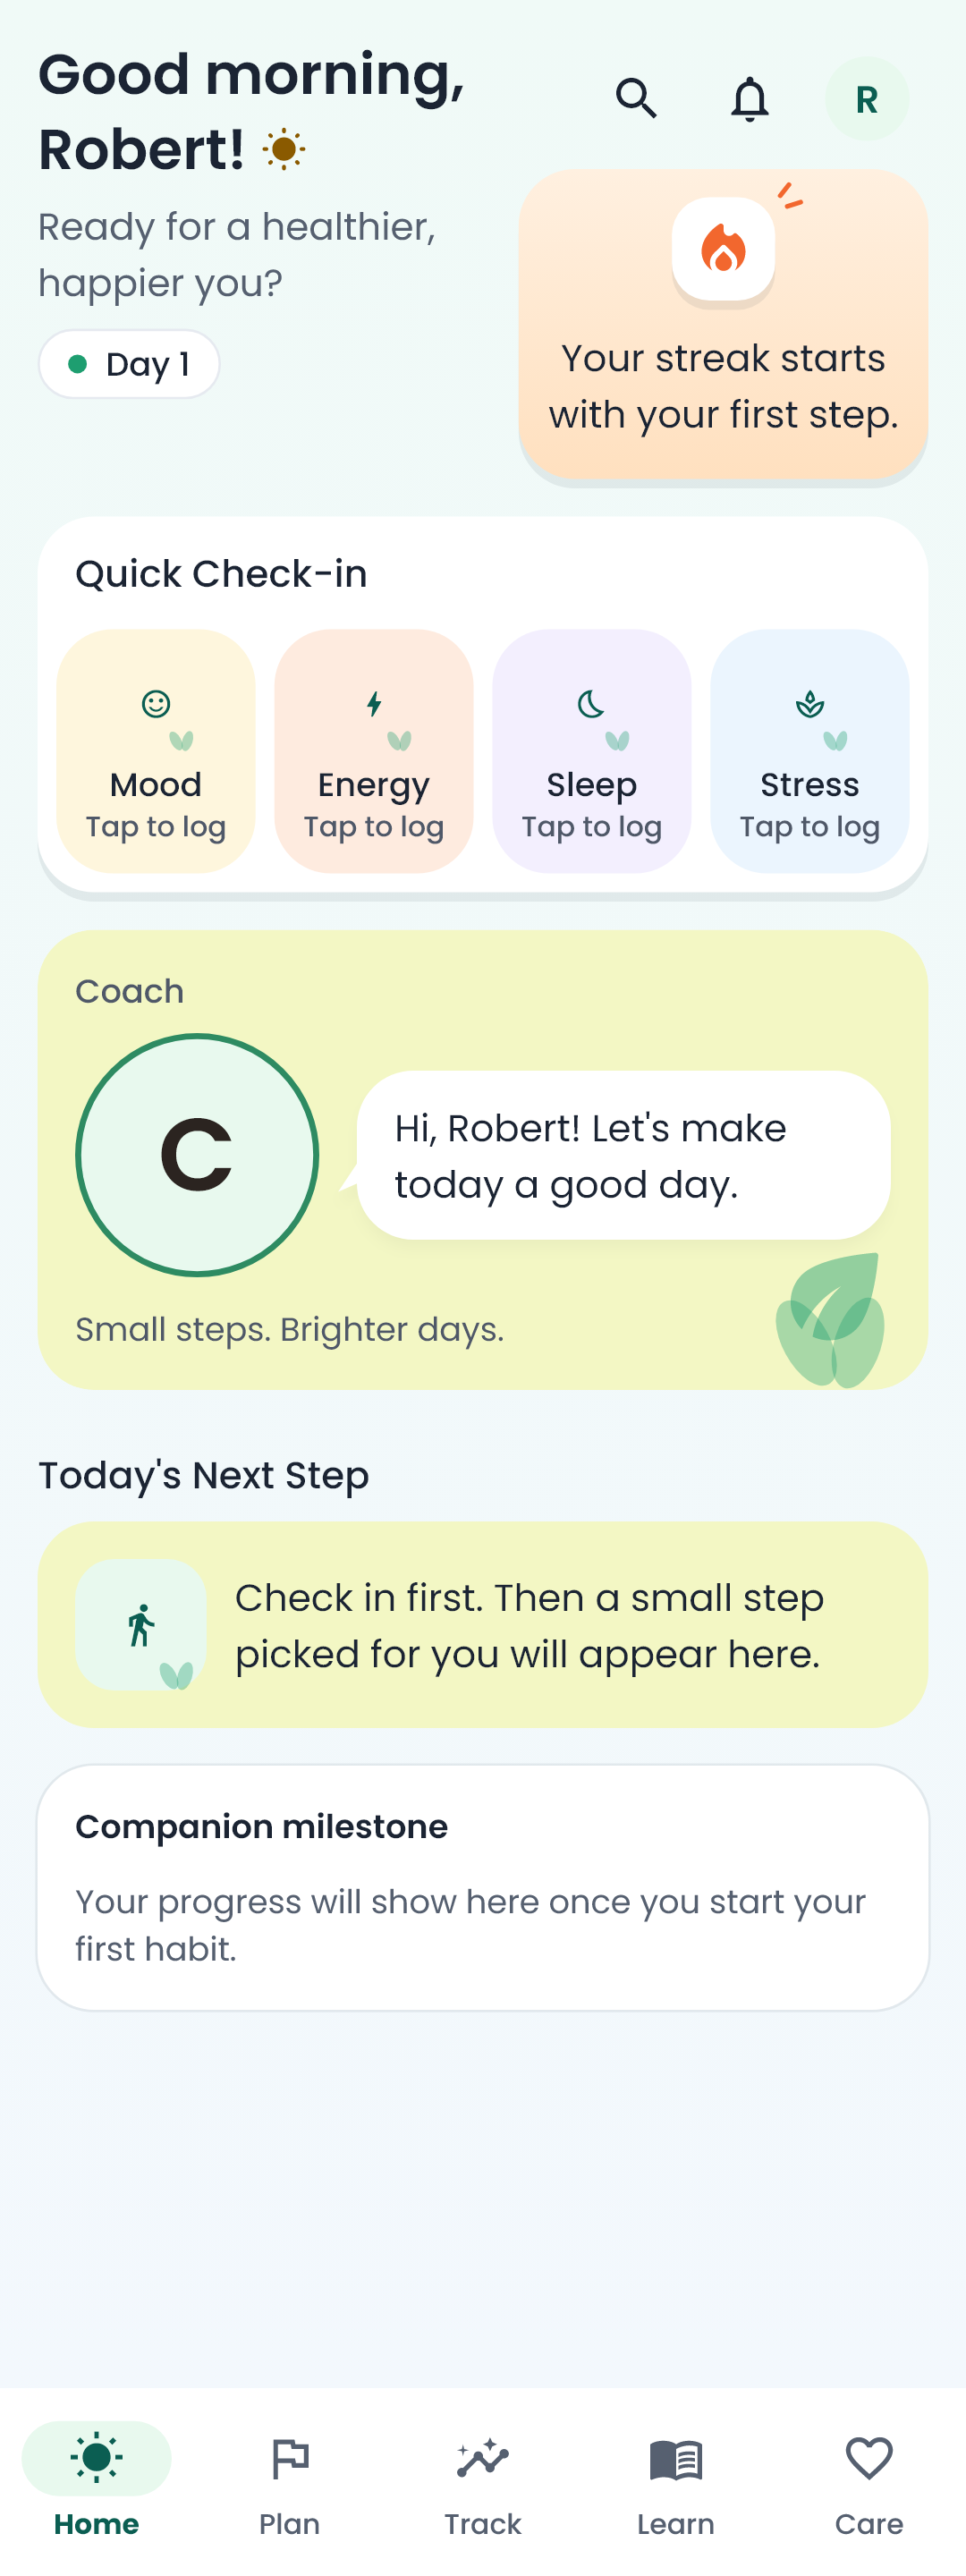 Good morning,
Robert!
R
Ready for a healthier,
happier you?
Day 1
Your streak starts
with your first step.
Quick Check-in
Mood
Tap to log
Energy
Tap to log
Sleep
Tap to log
Stress
Tap to log
Coach
C
Hi, Robert! Let's make
today a good day.
Small steps. Brighter days.
Today's Next Step
Check in first. Then a small step
picked for you will appear here.
Companion milestone
Your progress will show here once you start your
first habit.
Home
Plan
Track
Learn
Care